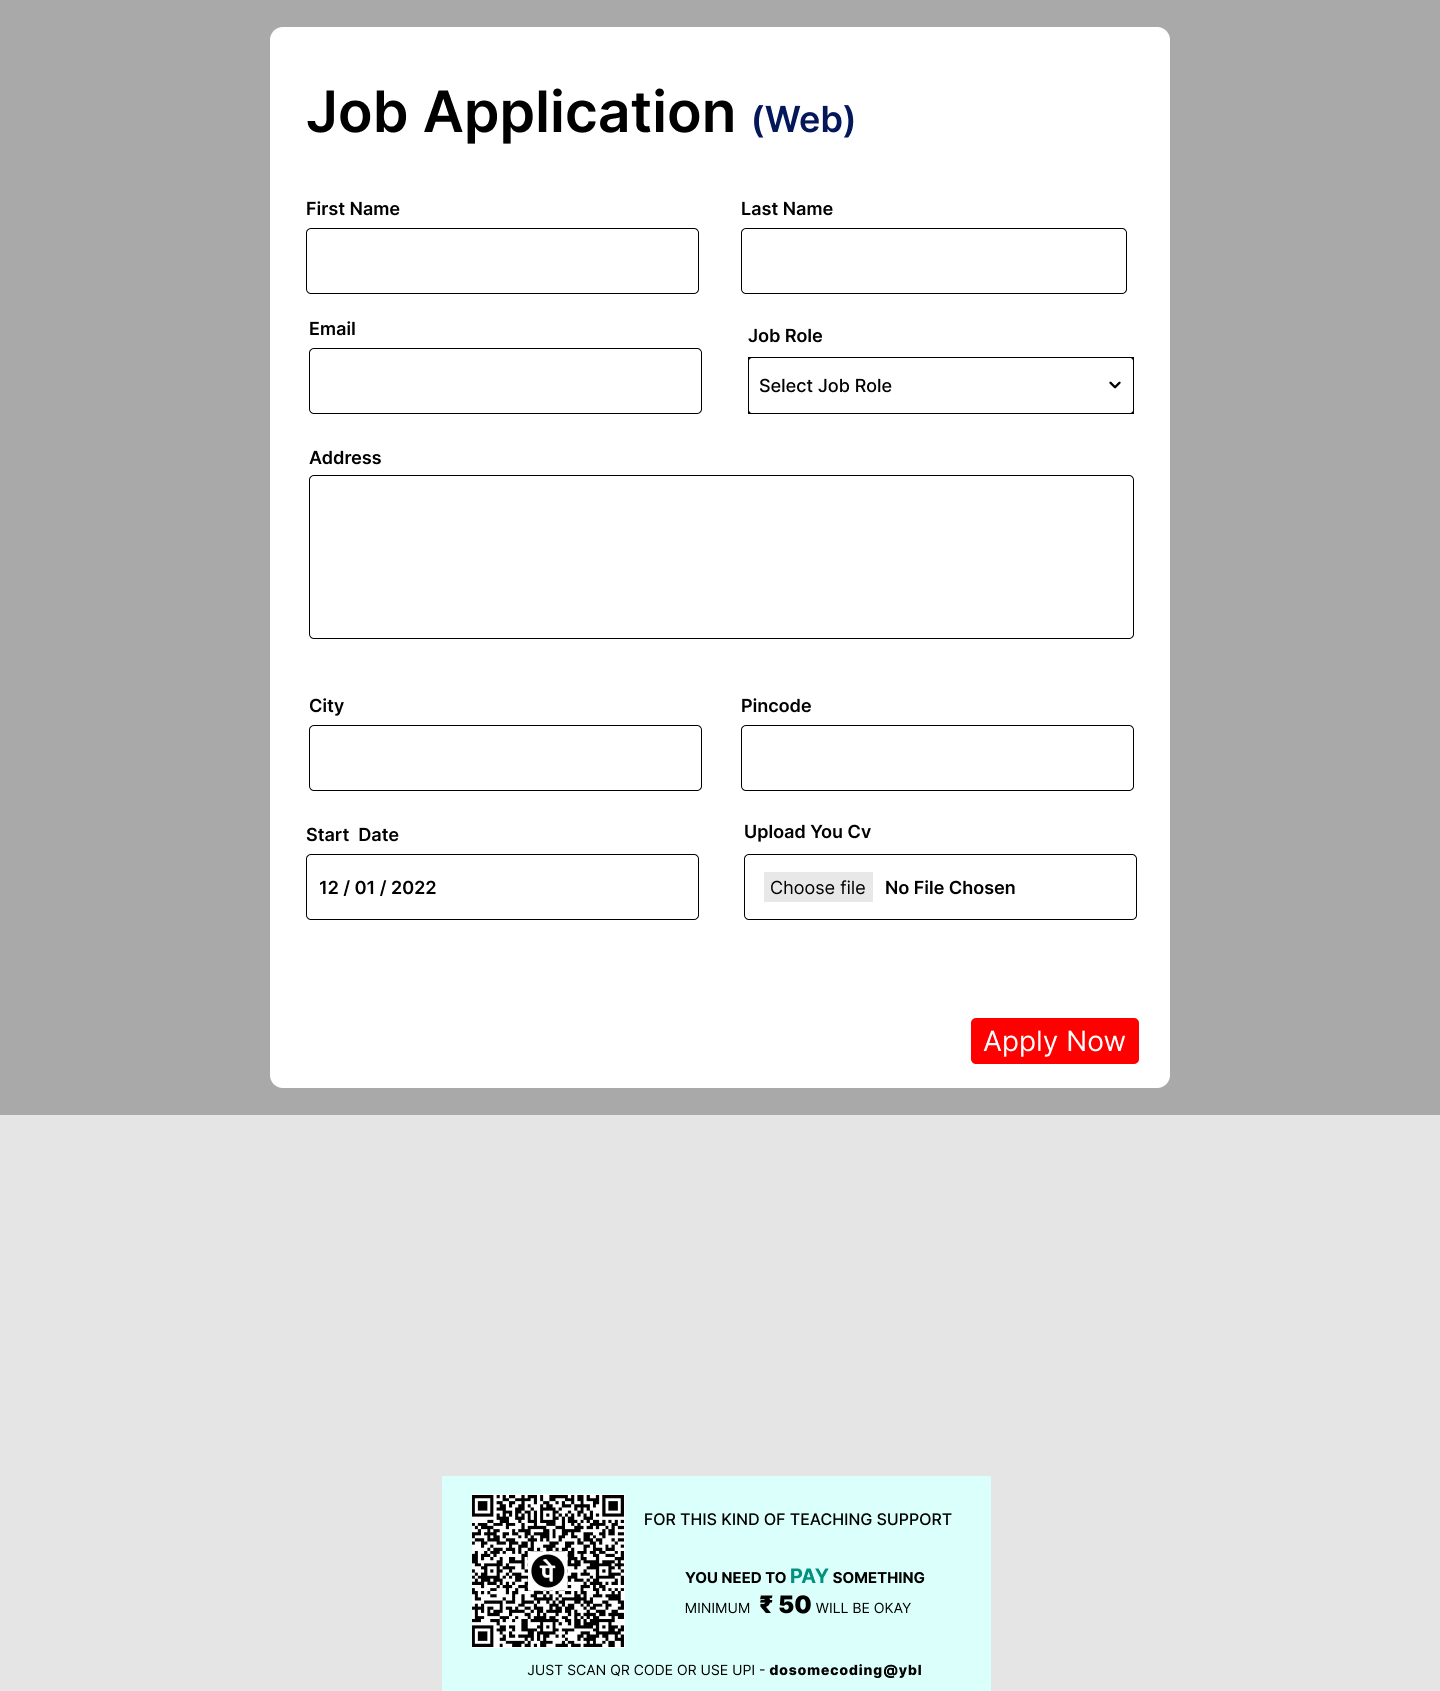 Job Application (Web)
First Name
Last Name
Email
Job Role
Select Job Role
Address
City
Pincode
Start  Date
Upload You Cv
12 / 01 / 2022
Choose file No File Chosen
Apply Now
FOR THIS KIND OF TEACHING SUPPORT
YOU NEED TO PAY SOMETHING
MINIMUM ₹ 50 WILL BE OKAY
पे
JUST SCAN QR CODE OR USE UPI - dosomecoding@ybl